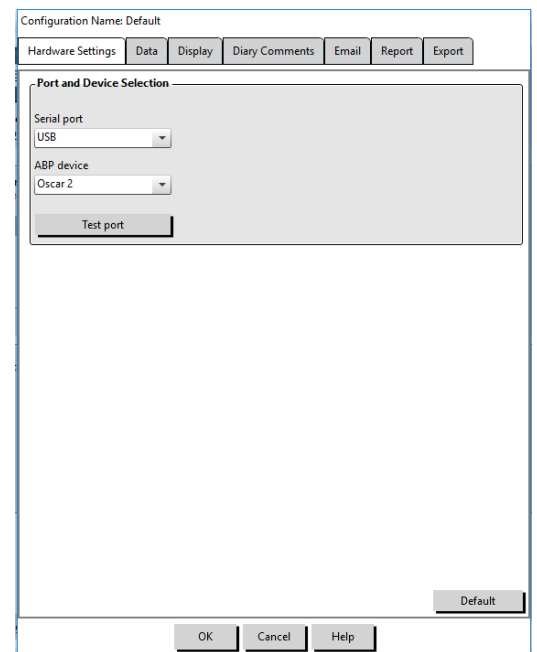 Configuration Name: Default
Hardware Settings Data Display Diary Comments Email Report Export
Port and Device Selection
Serial port
USB
ABP device
Oscar 2
Test port
Default
OK Cancel Help